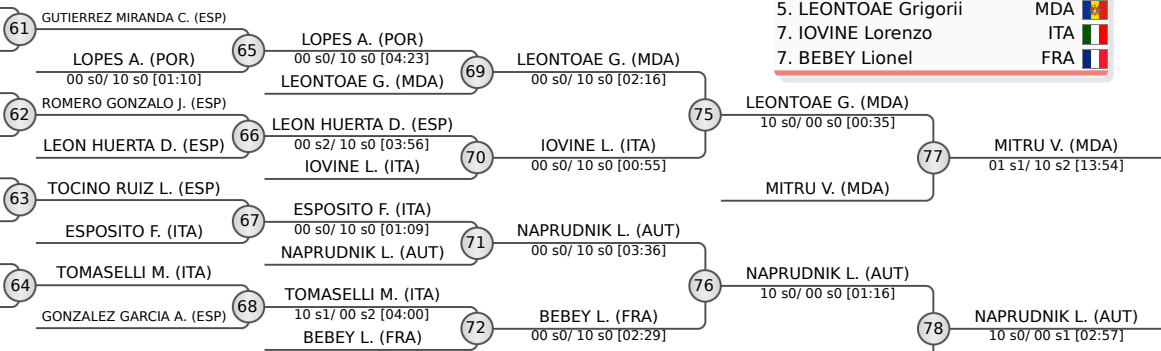 5. LEONTOAE Grigorii MDA
7. IOVINE Lorenzo ITA
7. BEBEY Lionel FRA
61
GUTIERREZ MIRANDA C. (ESP)
LOPES A. (POR)
00 s0/ 10 s0 [01:10]
62
ROMERO GONZALO J. (ESP)
LEON HUERTA D. (ESP)
63
TOCINO RUIZ L. (ESP)
ESPOSITO F. (ITA)
64
TOMASELLI M. (ITA)
GONZALEZ GARCIA A. (ESP)
65
LOPES A. (POR)
00 s0/ 10 s0 [04:23]
LEONTOAE G. (MDA)
66
LEON HUERTA D. (ESP)
00 s2/ 10 s0 [03:56]
IOVINE L. (ITA)
67
ESPOSITO F. (ITA)
00 s0/ 10 s0 [01:09]
NAPRUDNIK L. (AUT)
68
TOMASELLI M. (ITA)
10 s1/ 00 s2 [04:00]
BEBEY L. (FRA)
69
LEONTOAE G. (MDA)
00 s0/ 10 s0 [02:16]
70
IOVINE L. (ITA)
00 s0/ 10 s0 [00:55]
71
NAPRUDNIK L. (AUT)
00 s0/ 10 s0 [03:36]
72
BEBEY L. (FRA)
00 s0/ 10 s0 [02:29]
75
LEONTOAE G. (MDA)
10 s0/ 00 s0 [00:35]
MITRU V. (MDA)
76
NAPRUDNIK L. (AUT)
10 s0/ 00 s0 [01:16]
77
MITRU V. (MDA)
01 s1/ 10 s2 [13:54]
78
NAPRUDNIK L. (AUT)
10 s0/ 00 s1 [02:57]